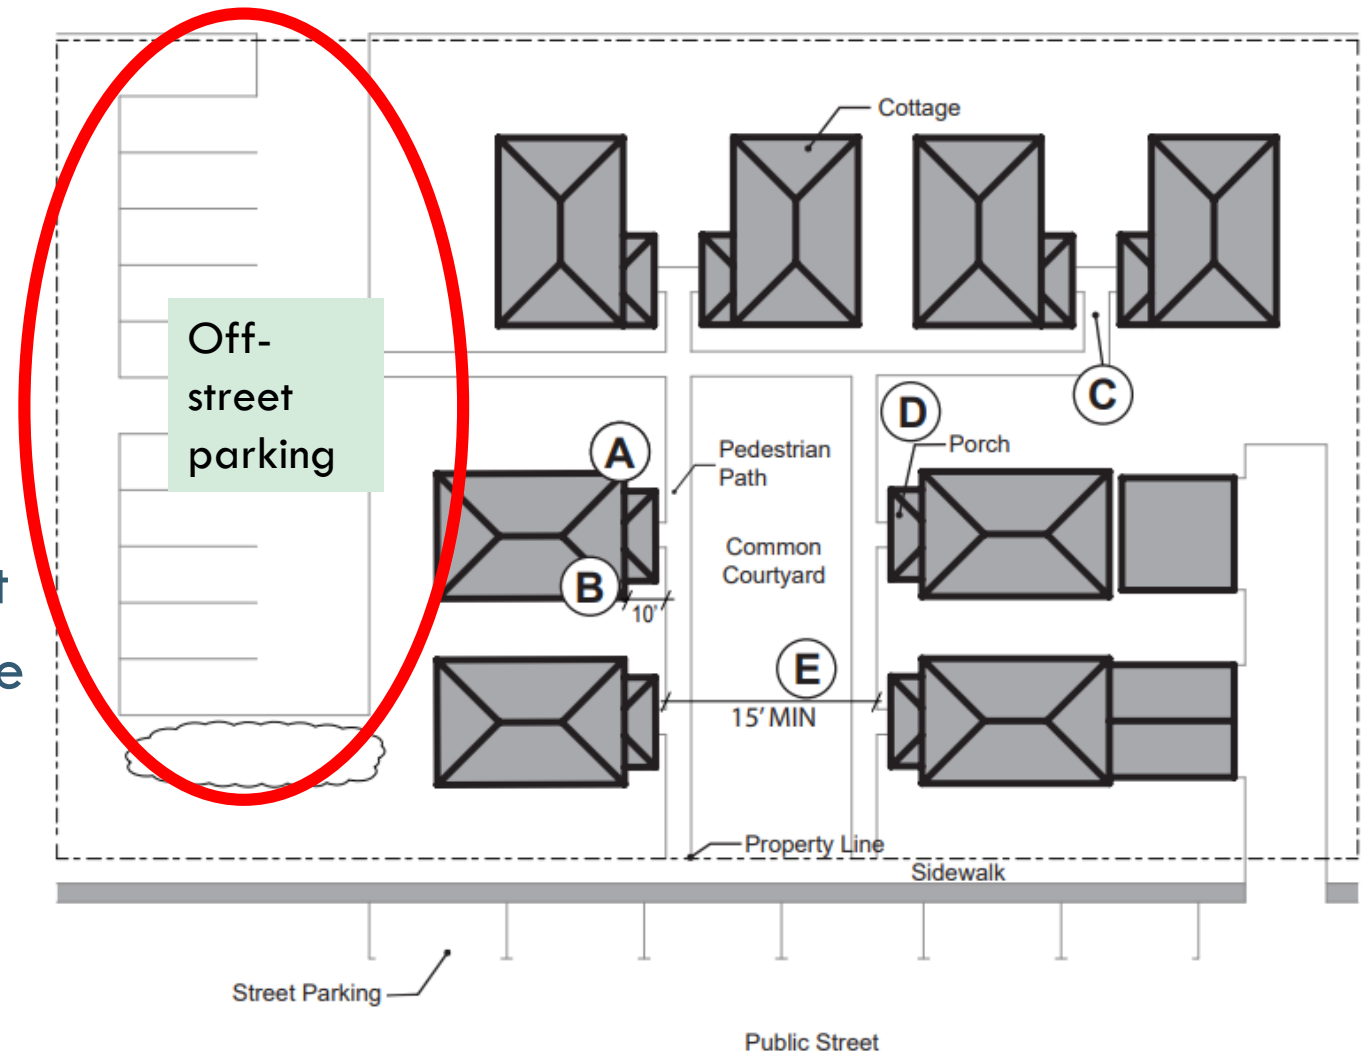 Cottage
Off-
street
parking
C
D
A
Pedestrian
Path
Porch
Common
Courtyard
B
10'
t
e
E
15' MIN
Property Line
Sidewalk
Street Parking
Public Street